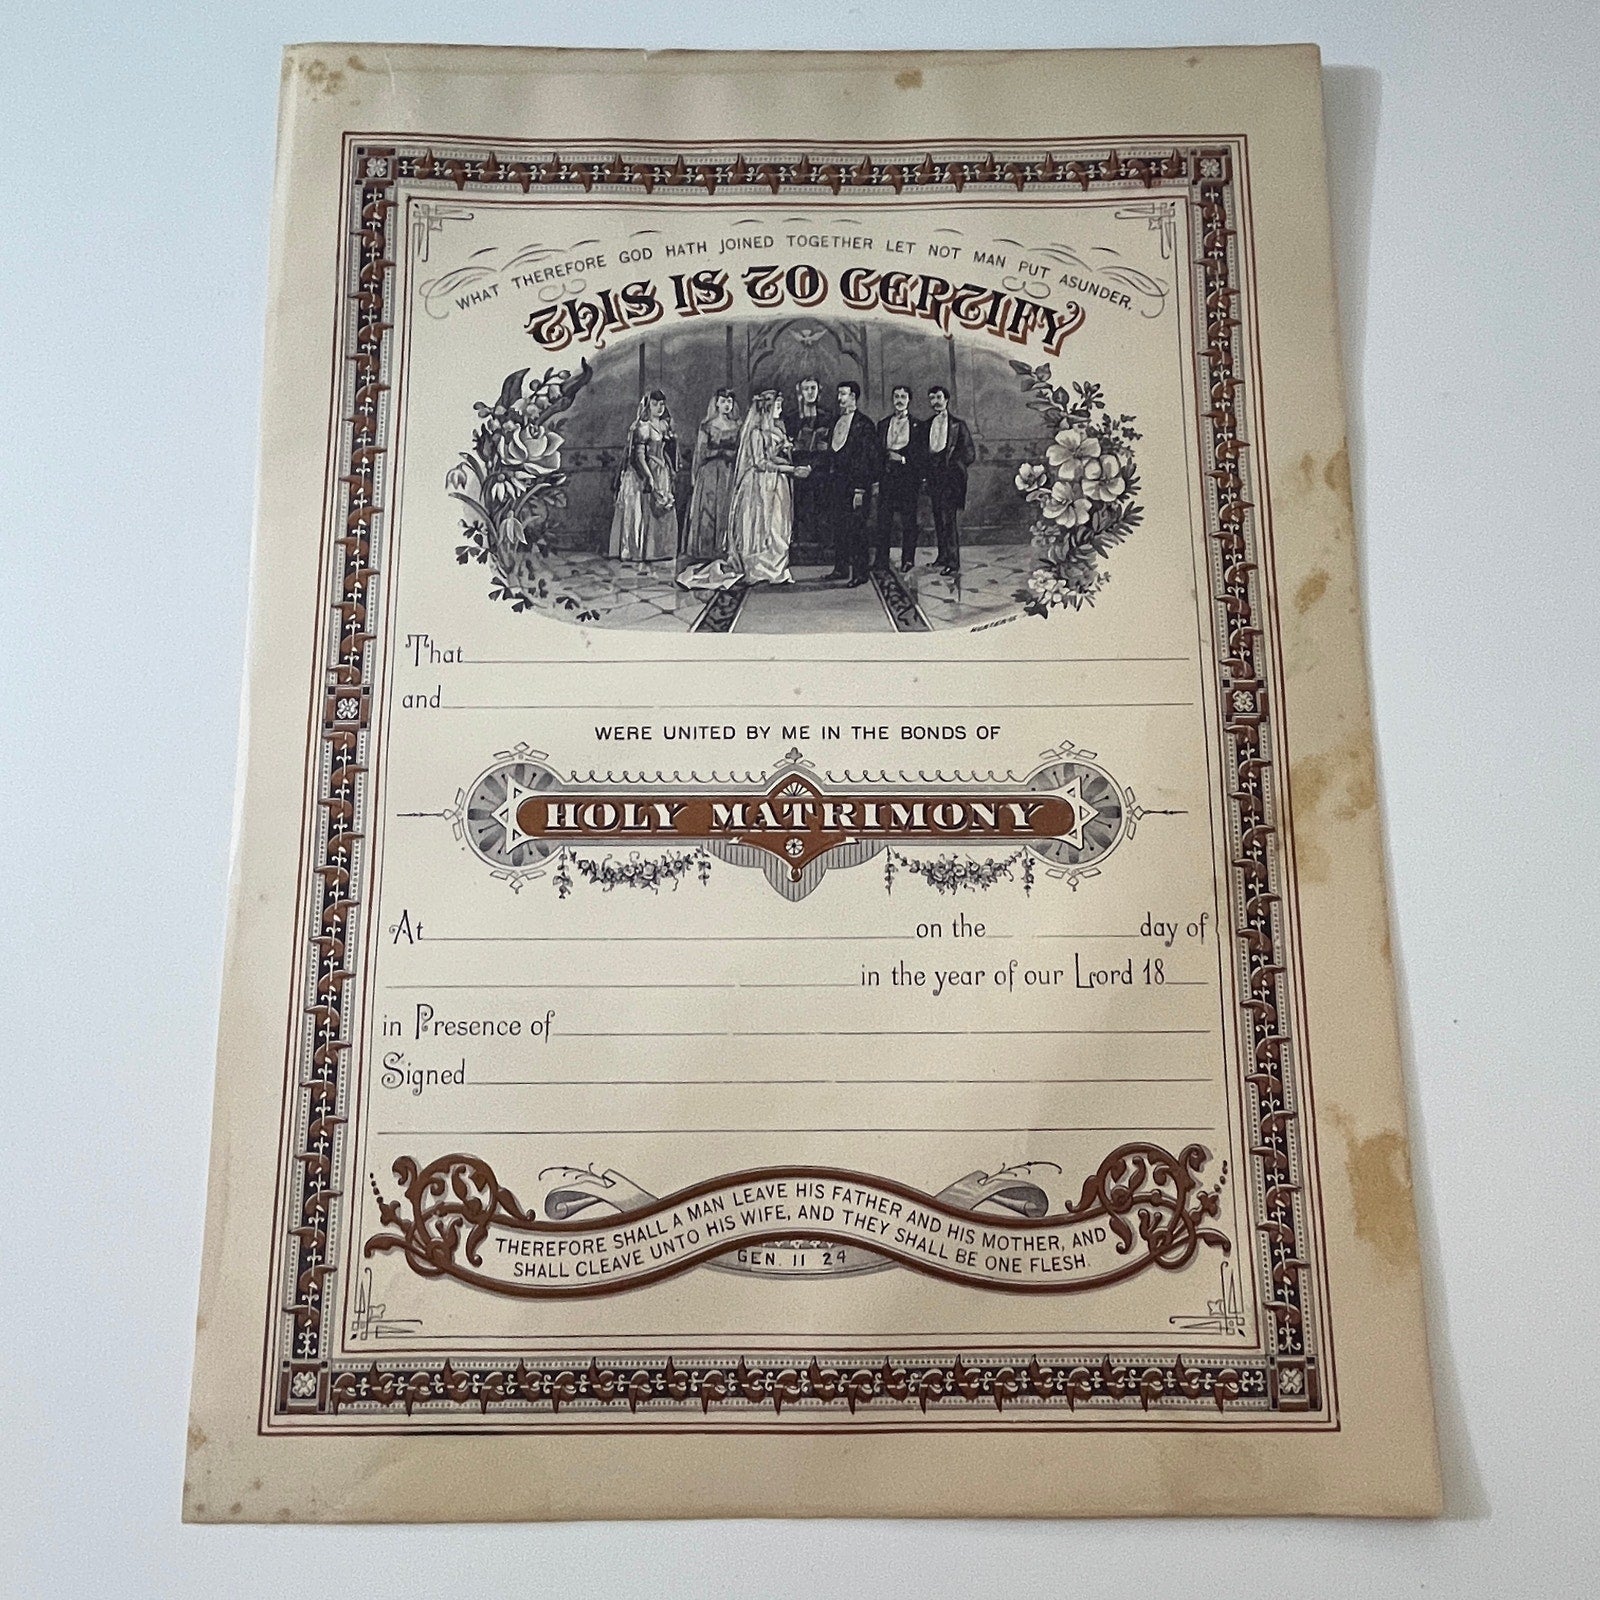 WHAT THEREFORE GOD HATH JOINED TOGETHER LET NOT MAN PUT ASUNDER.
THIS IS TO CERTIFY
That
and
WERE UNITED BY ME IN THE BONDS OF
HOLY MATRIMONY
At on the day of
in the year of our Lord 18
in Presence of
Signed
THEREFORE SHALL A MAN LEAVE HIS FATHER AND HIS MOTHER, AND
SHALL CLEAVE UNTO HIS WIFE, AND THEY SHALL BE ONE FLESH.
GEN. II 24